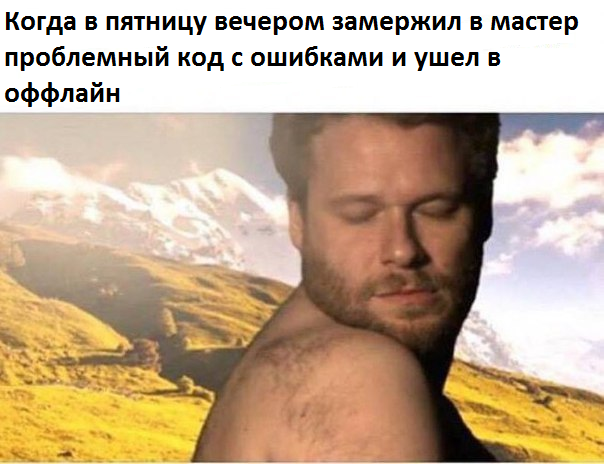 Когда в пятницу вечером замержил в мастер
проблемный код с ошибками и ушел в
оффлайн